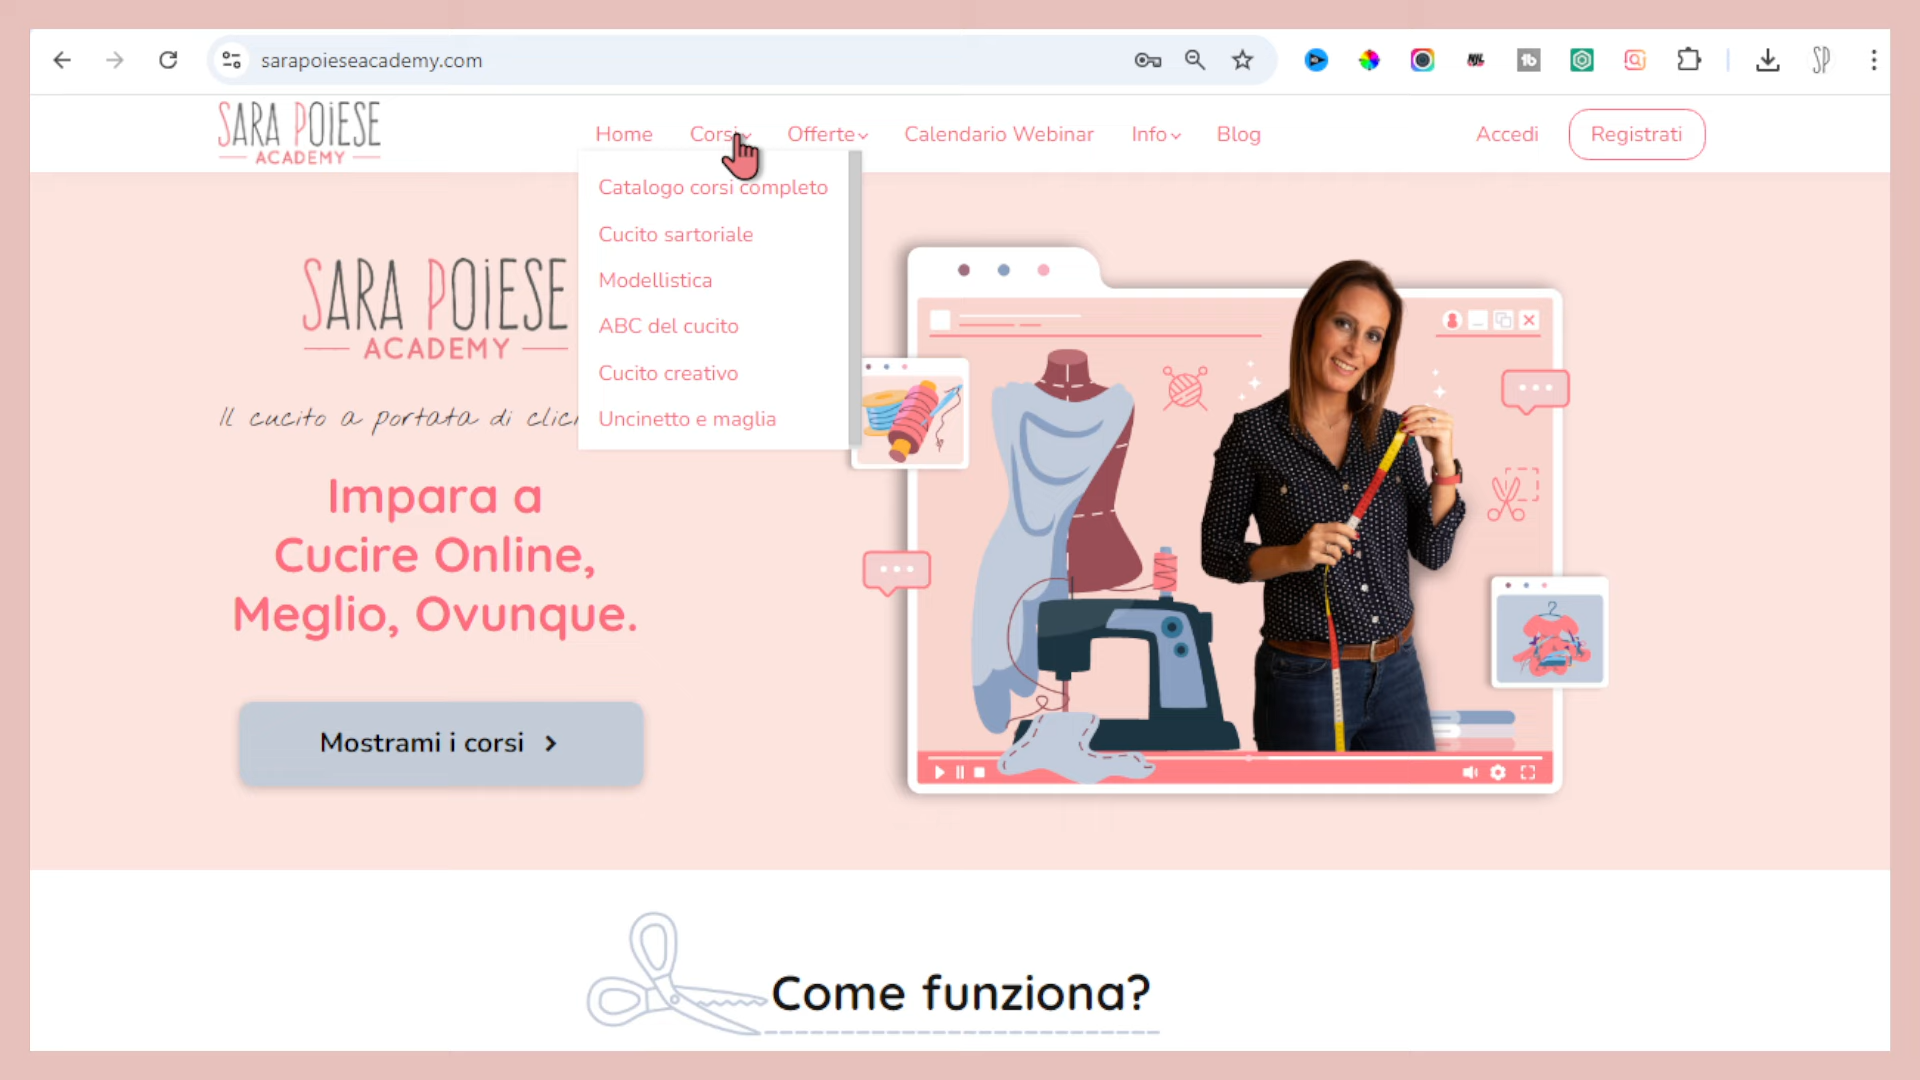 sarapoieseacademy.com
SP
SARA POIESE
ACADEMY
Home
Corsi
Offerte
Calendario Webinar
Info
Blog
Accedi
Registrati
Catalogo corsi completo
Cucito sartoriale
Modellistica
ABC del cucito
Cucito creativo
Uncinetto e maglia
SARA POIESE
ACADEMY
Il cucito a portata di clic
Impara a
Cucire Online,
Meglio, Ovunque.
Mostrami i corsi
Come funziona?